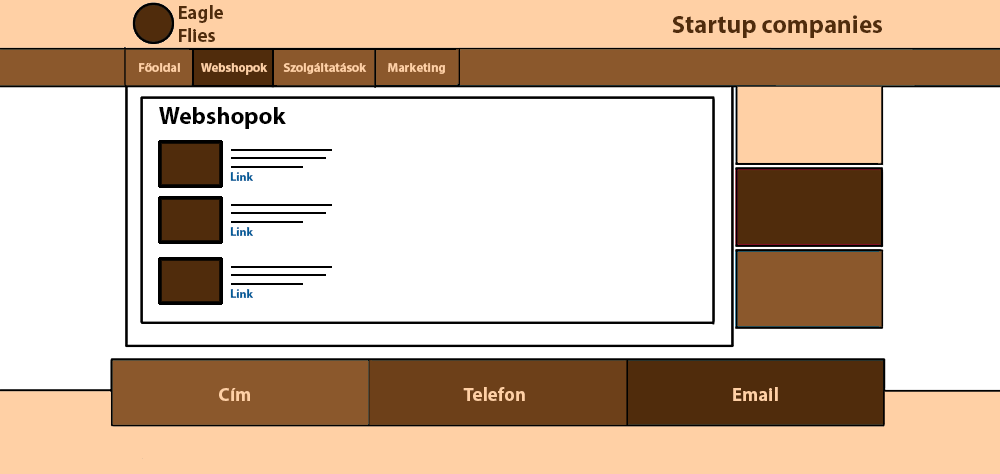 Eagle
Flies
Startup companies
Főoldal
Webshopok
Szolgáltatások
Marketing
Webshopok
Link
Link
Link
Cím
Telefon
Email